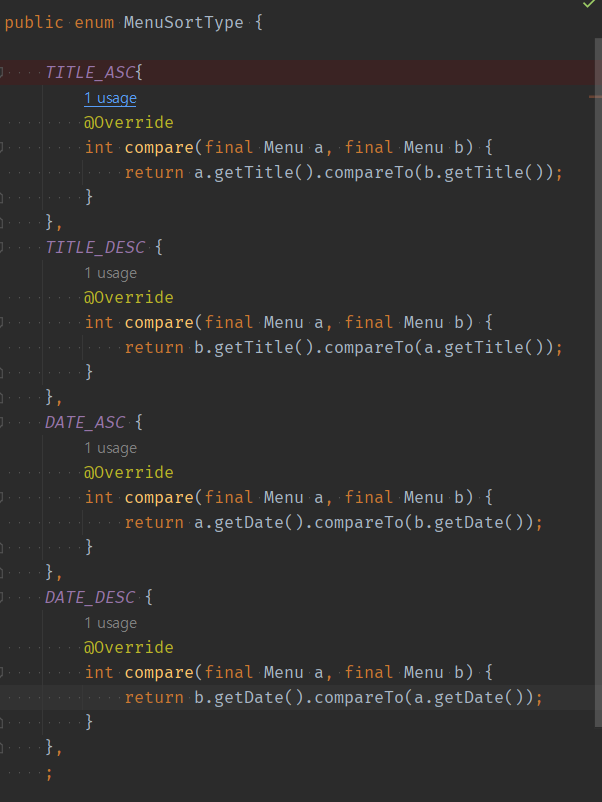 public enum MenuSortType {
TITLE_ASC{
1 usage
@Override
int compare(final Menu a, final Menu b) {
return a.getTitle().compareTo(b.getTitle());
}
},
TITLE_DESC {
1 usage
@Override
int compare(final Menu a, final Menu b) {
return b.getTitle().compareTo(a.getTitle());
}
},
DATE_ASC {
1 usage
@Override
int compare(final Menu a, final Menu b) {
return a.getDate().compareTo(b.getDate());
}
},
DATE_DESC {
1 usage
@Override
int compare(final Menu a, final Menu b) {
return b.getDate().compareTo(a.getDate());
}
},
;